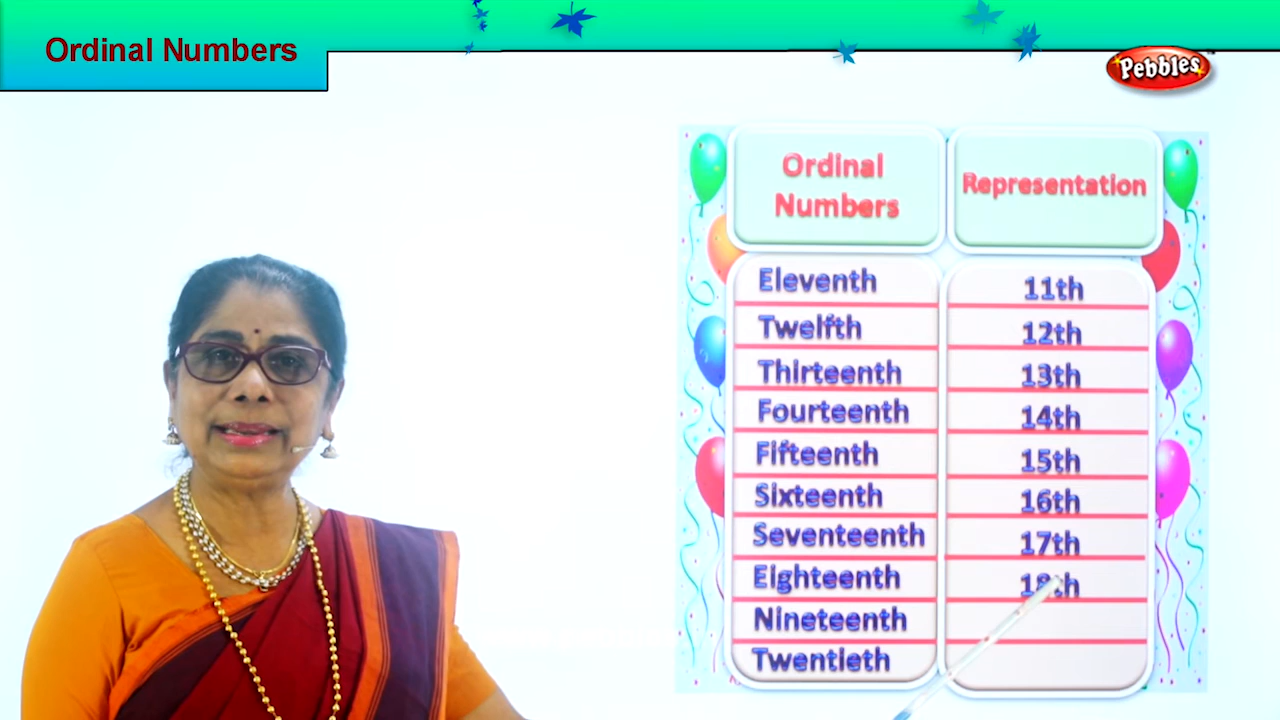 Ordinal Numbers
Pebbles
Ordinal
Numbers
Representation
Eleventh 11th
Twelfth 12th
Thirteenth 13th
Fourteenth 14th
Fifteenth 15th
Sixteenth 16th
Seventeenth 17th
Eighteenth 18th
Nineteenth
Twentieth